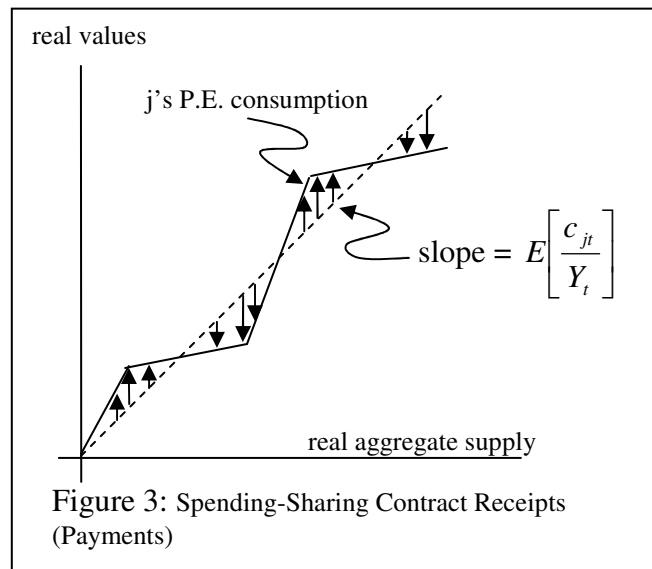 real values
j's P.E. consumption
slope = E[c_jt / Y_t]
real aggregate supply
Figure 3: Spending-Sharing Contract Receipts
(Payments)